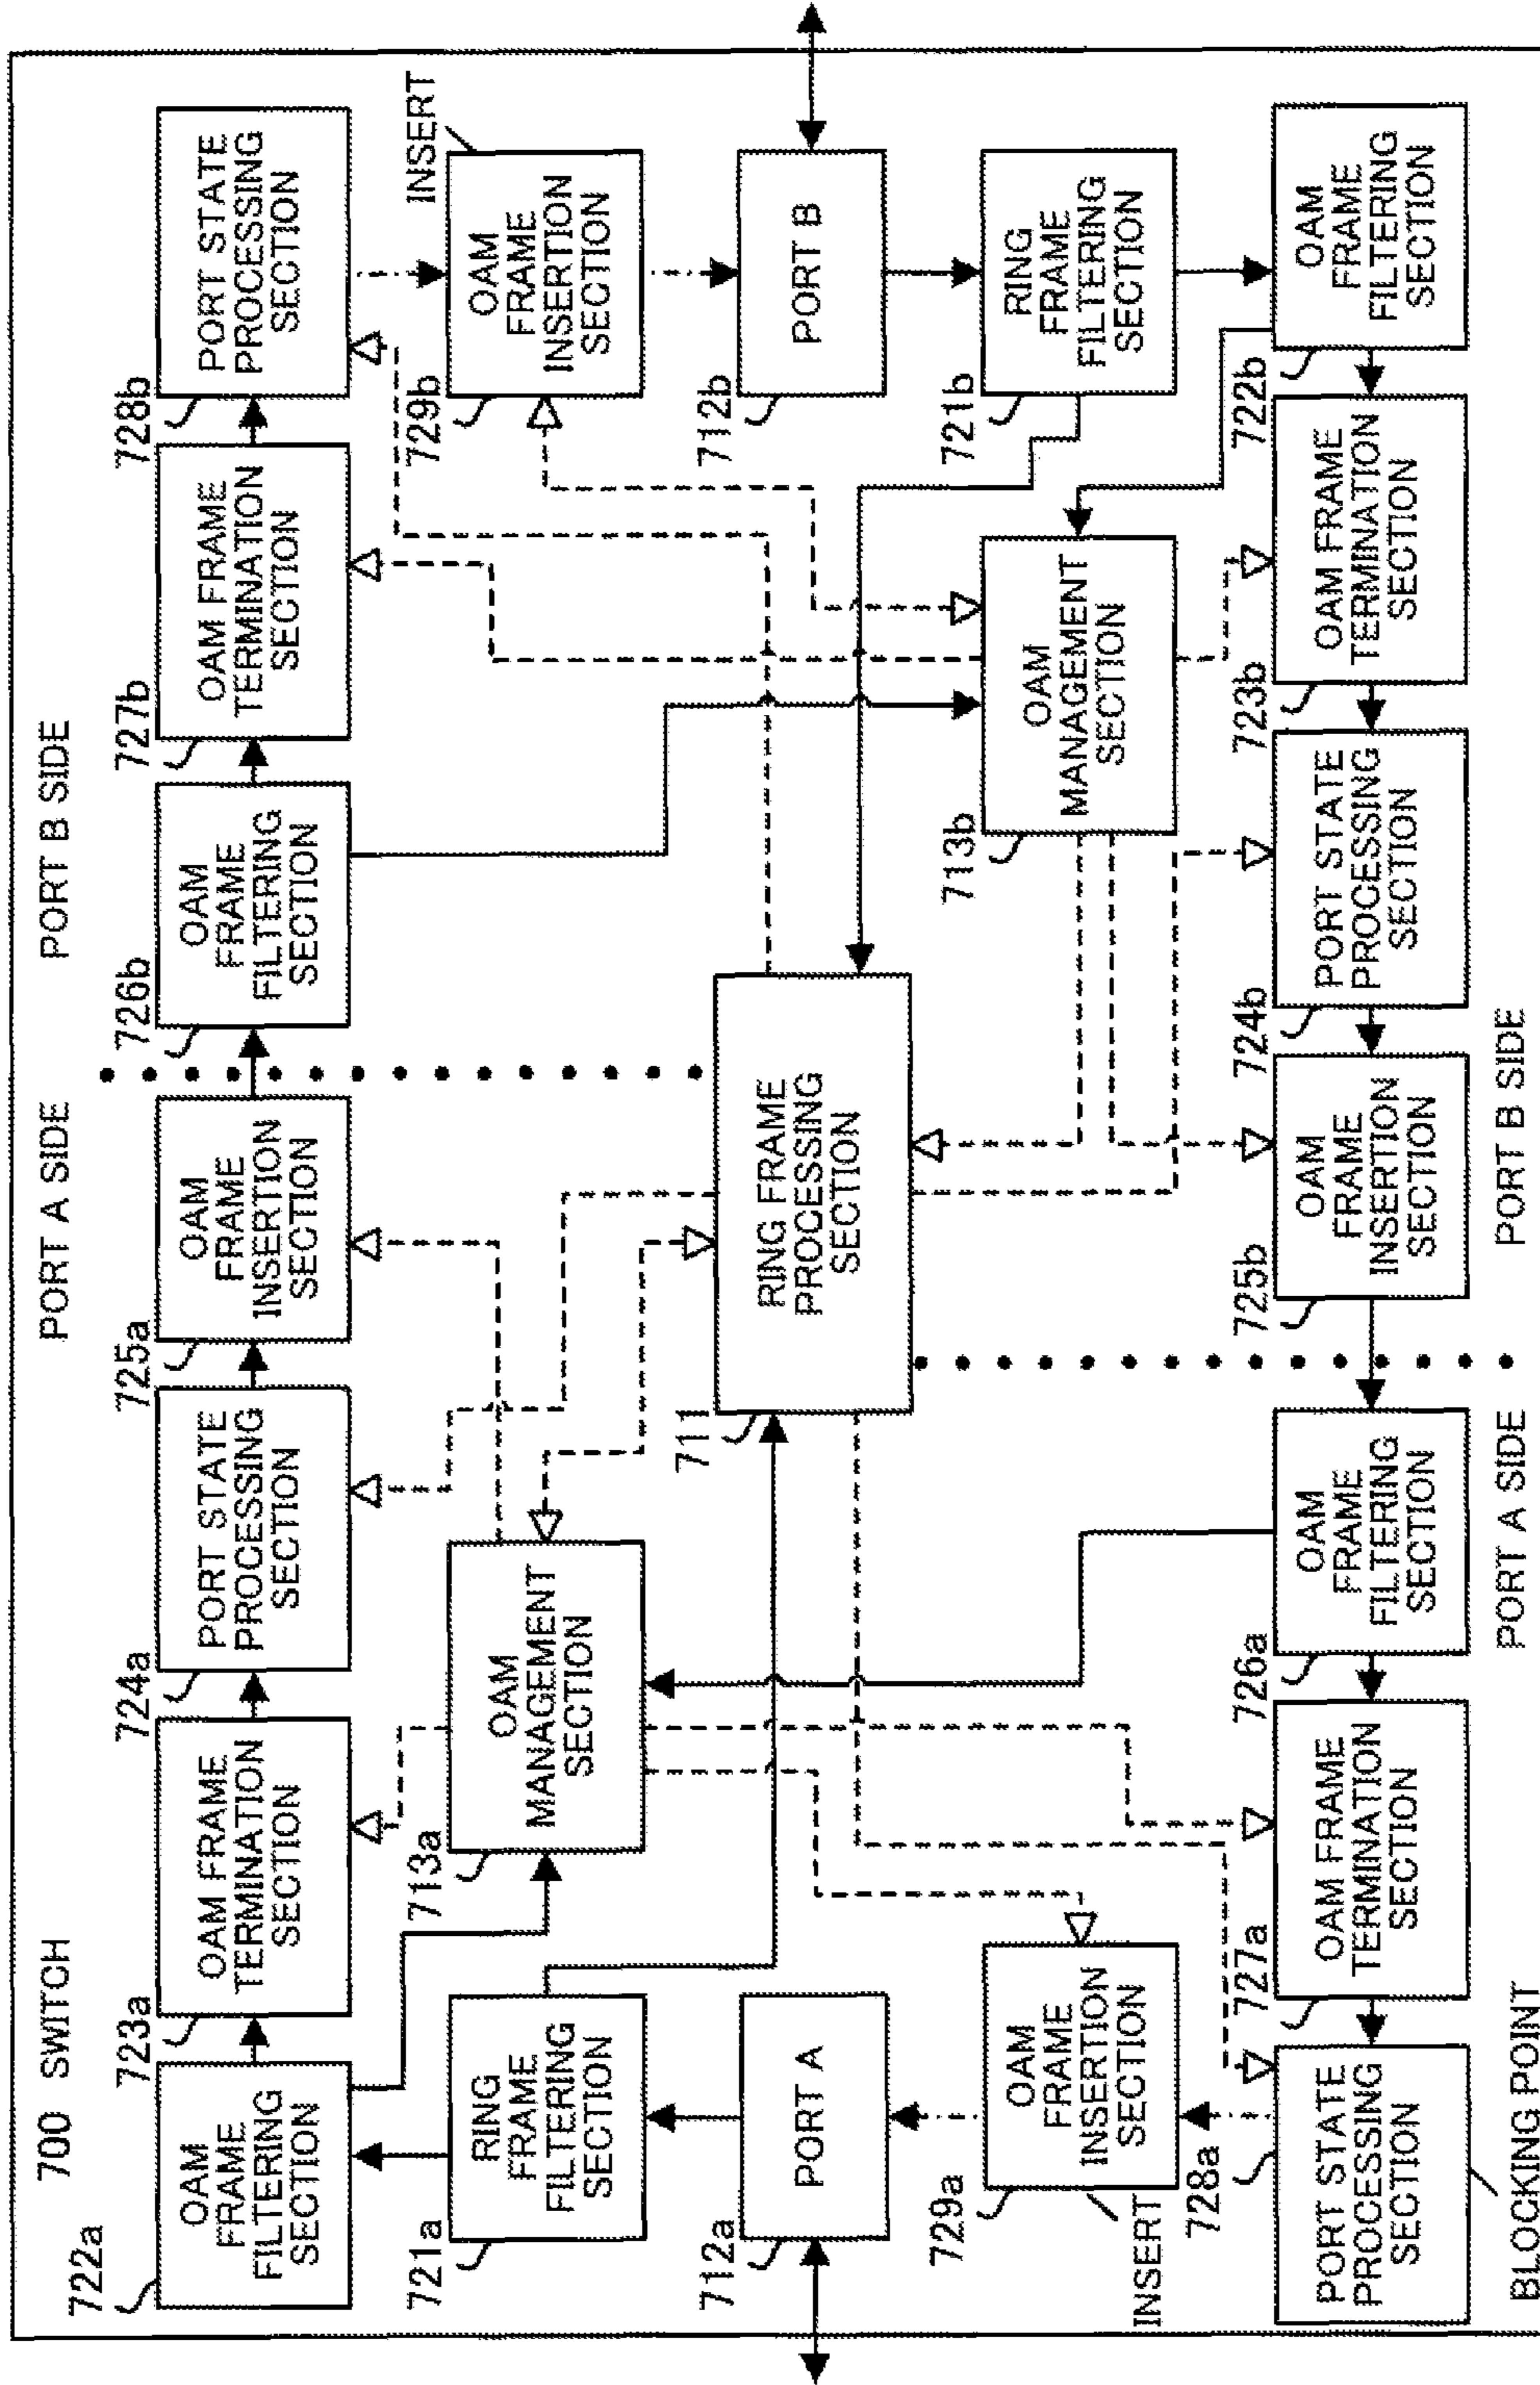 700 SWITCH
PORT A SIDE
PORT B SIDE
722a
OAM
FRAME
FILTERING
SECTION
723a
OAM FRAME
TERMINATION
SECTION
724a
PORT STATE
PROCESSING
SECTION
725a
OAM
FRAME
INSERTION
SECTION
726b
OAM
FRAME
FILTERING
SECTION
727b
OAM FRAME
TERMINATION
SECTION
728b
PORT STATE
PROCESSING
SECTION
721a
RING
FRAME
FILTERING
SECTION
713a
OAM
MANAGEMENT
SECTION
729b
OAM
FRAME
INSERTION
SECTION
INSERT
712a
PORT A
711
RING FRAME
PROCESSING
SECTION
712b
PORT B
729a
OAM
FRAME
INSERTION
SECTION
INSERT
713b
OAM
MANAGEMENT
SECTION
721b
RING
FRAME
FILTERING
SECTION
728a
PORT STATE
PROCESSING
SECTION
727a
OAM FRAME
TERMINATION
SECTION
726a
OAM
FRAME
FILTERING
SECTION
725b
OAM
FRAME
INSERTION
SECTION
724b
PORT STATE
PROCESSING
SECTION
723b
OAM FRAME
TERMINATION
SECTION
722b
OAM
FRAME
FILTERING
SECTION
BLOCKING POINT
PORT A SIDE
PORT B SIDE